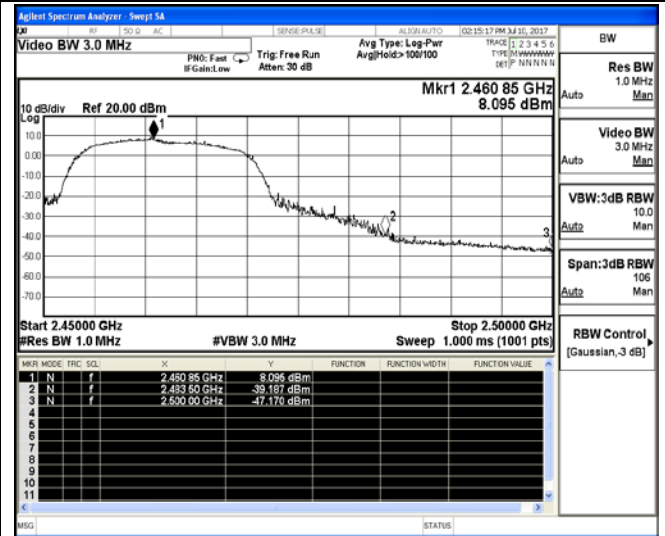 Agilent Spectrum Analyzer - Swept SA
RF 50 Ω AC SENSE:PULSE ALIGN AUTO 02:15:17 PM Jul 10, 2017
Video BW 3.0 MHz
PNO: Fast
IFGain:Low
Trig: Free Run
Atten: 30 dB
Avg Type: Log-Pwr
Avg|Hold:> 100/100
TRACE 1 2 3 4 5 6
TYPE M W W W W W
DET P N N N N N
Mkr1 2.460 85 GHz
8.095 dBm
10 dB/div Ref 20.00 dBm
Log
10.0
0.00
-10.0
-20.0
-30.0
-40.0
-50.0
-60.0
-70.0
1
2
3
Start 2.45000 GHz Stop 2.50000 GHz
#Res BW 1.0 MHz #VBW 3.0 MHz Sweep 1.000 ms (1001 pts)
MKR MODE TRC SCL X Y FUNCTION FUNCTION WIDTH FUNCTION VALUE
1 N f 2.460 85 GHz 8.095 dBm
2 N f 2.483 50 GHz -39.187 dBm
3 N f 2.500 00 GHz -47.170 dBm
4
5
6
7
8
9
10
11
MSG STATUS
BW
Res BW
1.0 MHz
Auto Man
Video BW
3.0 MHz
Auto Man
VBW:3dB RBW
10.0
Auto Man
Span:3dB RBW
106
Auto Man
RBW Control
[Gaussian,-3 dB]